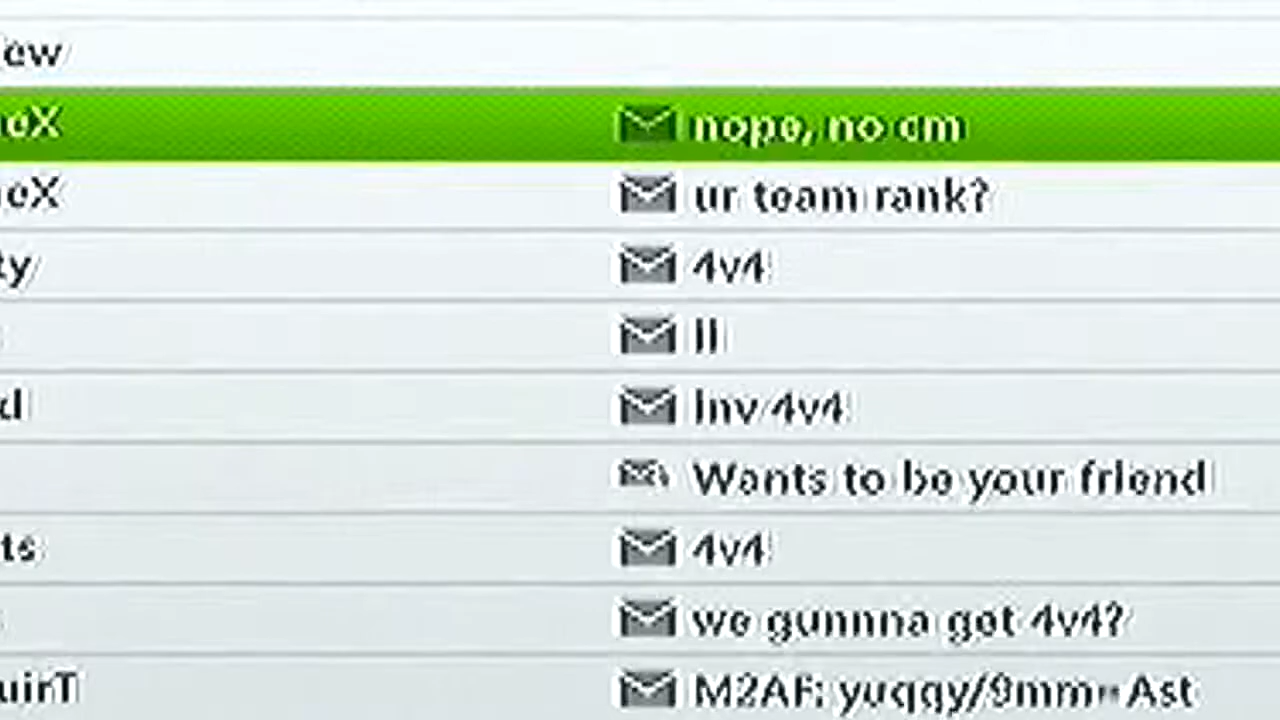 ew
eX nope, no cm
eX ur team rank?
ty 4v4
ll
d Inv 4v4
Wants to be your friend
ts 4v4
we gunnna get 4v4?
uirT M2AF: yuqqy/9mm-Ast